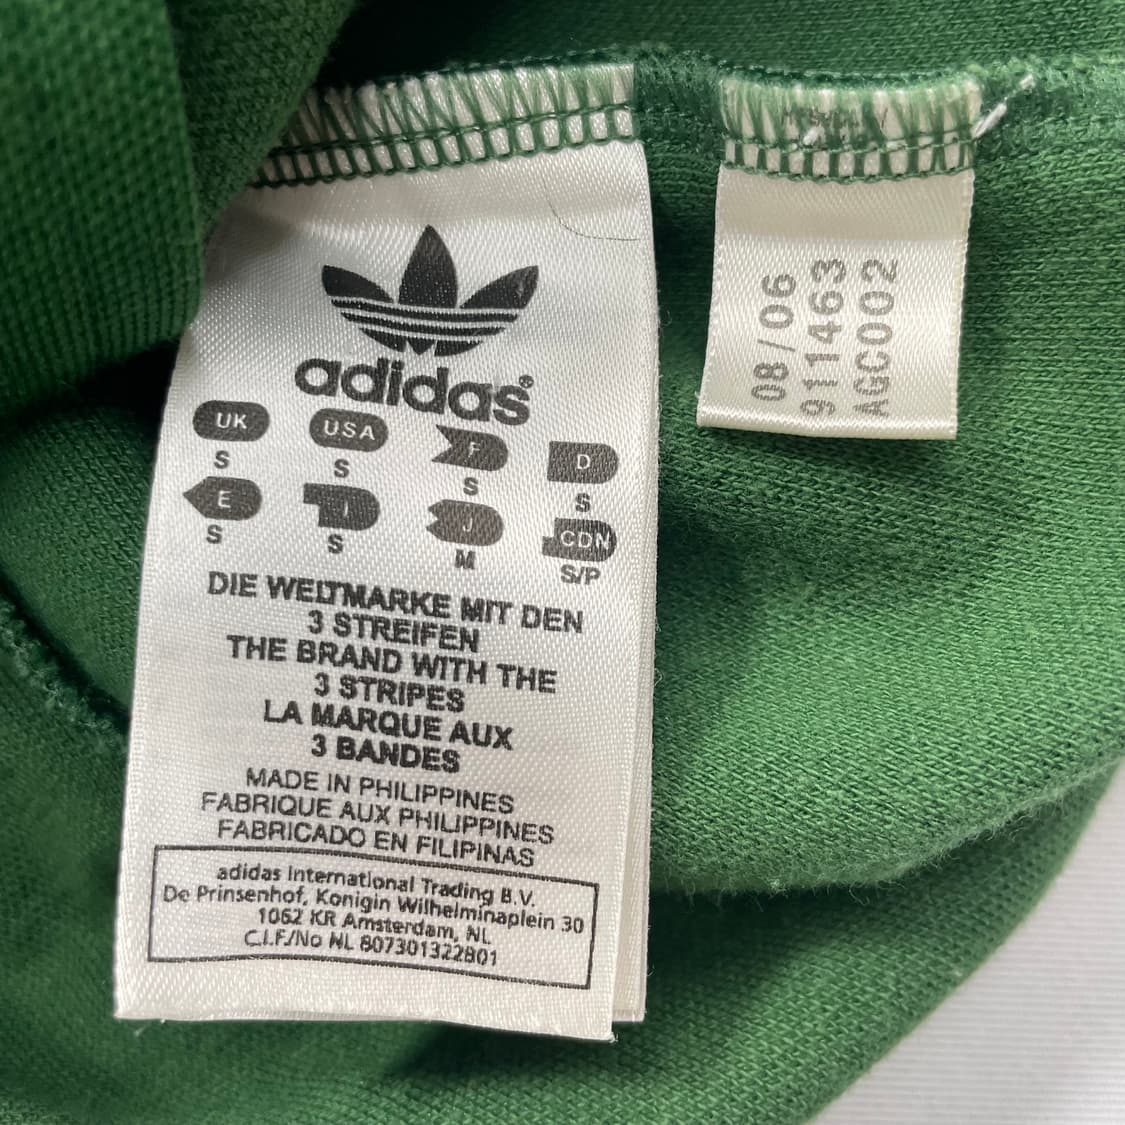 adidas®
UK USA F D
S S S S
E I J CDN
S S M S/P
DIE WELTMARKE MIT DEN
3 STREIFEN
THE BRAND WITH THE
3 STRIPES
LA MARQUE AUX
3 BANDES
MADE IN PHILIPPINES
FABRIQUE AUX PHILIPPINES
FABRICADO EN FILIPINAS
adidas International Trading B.V.
De Prinsenhof, Konigin Wilhelminaplein 30
1062 KR Amsterdam, NL
C.I.F./No NL 807301322B01
08/06
911463
AGC002